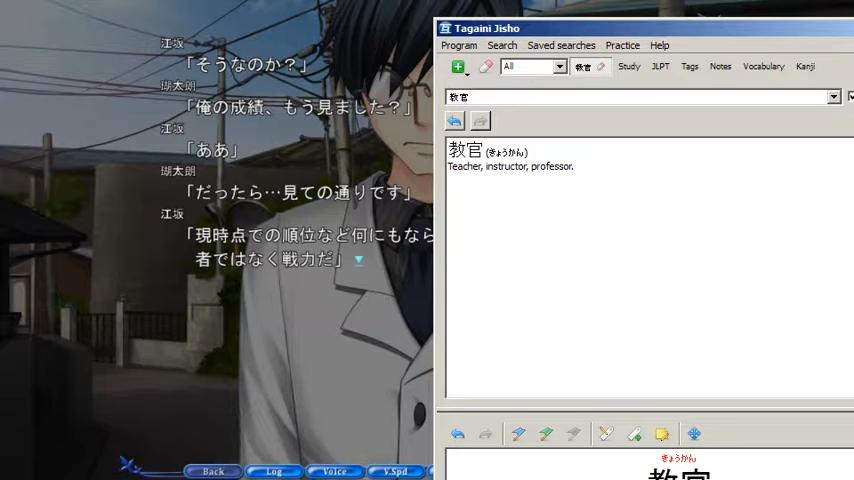 江坂
「そうなのか？」
瑚太朗
「俺の成績、もう見ました？」
江坂
「ああ」
瑚太朗
「だったら…見ての通りです」
江坂
「現時点での順位など何にもなら
者ではなく戦力だ」
Back Log Voice V.Spd
Tagaini Jisho
Program Search Saved searches Practice Help
All 教官 Study JLPT Tags Notes Vocabulary Kanji
教官
教官 (きょうかん)
Teacher, instructor, professor.
きょうかん
教官